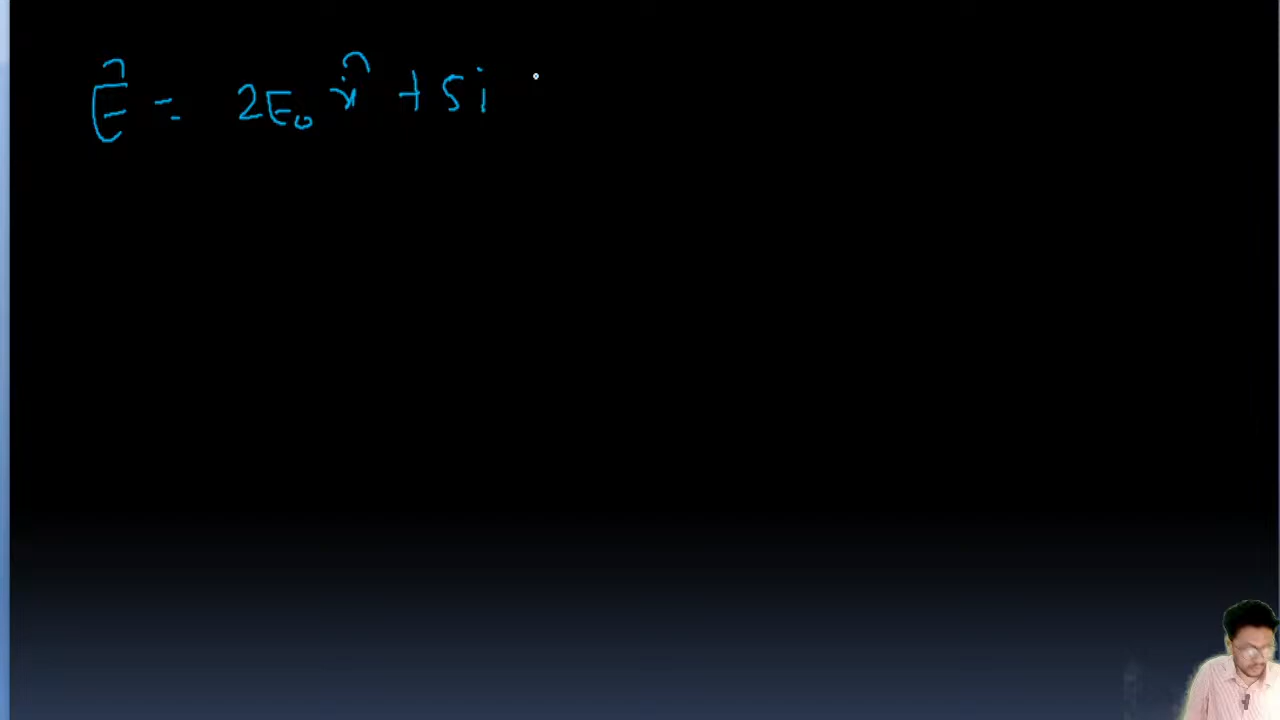 Ê = 2E₀ x̂ + 5i